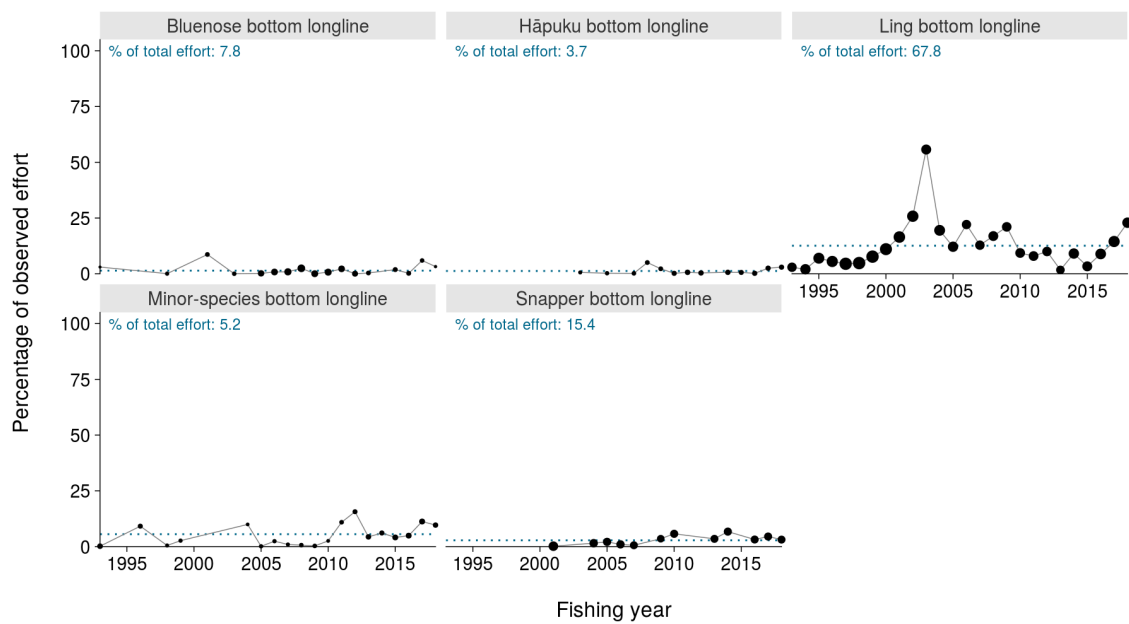 Bluenose bottom longline
Hāpuku bottom longline
Ling bottom longline
% of total effort: 7.8
% of total effort: 3.7
% of total effort: 67.8
100
75
50
25
0
1995 2000 2005 2010 2015
Minor-species bottom longline
Snapper bottom longline
% of total effort: 5.2
% of total effort: 15.4
100
75
50
25
0
1995 2000 2005 2010 2015
1995 2000 2005 2010 2015
Percentage of observed effort
Fishing year